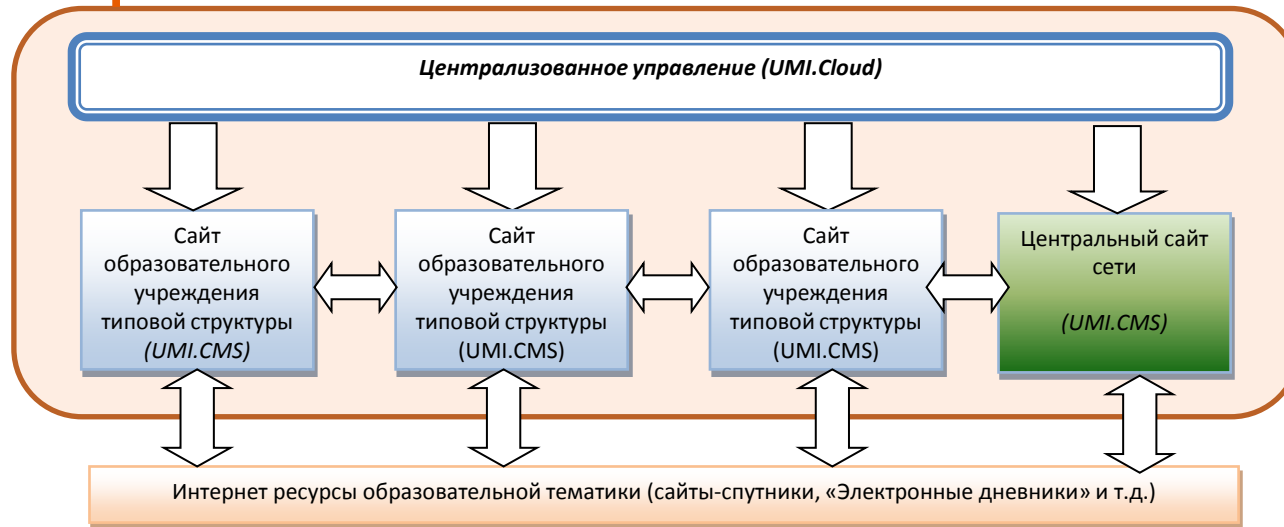 Централизованное управление (UMI.Cloud)
Сайт
образовательного
учреждения
типовой структуры
(UMI.CMS)
Сайт
образовательного
учреждения
типовой структуры
(UMI.CMS)
Сайт
образовательного
учреждения
типовой структуры
(UMI.CMS)
Центральный сайт
сети
(UMI.CMS)
Интернет ресурсы образовательной тематики (сайты-спутники, «Электронные дневники» и т.д.)